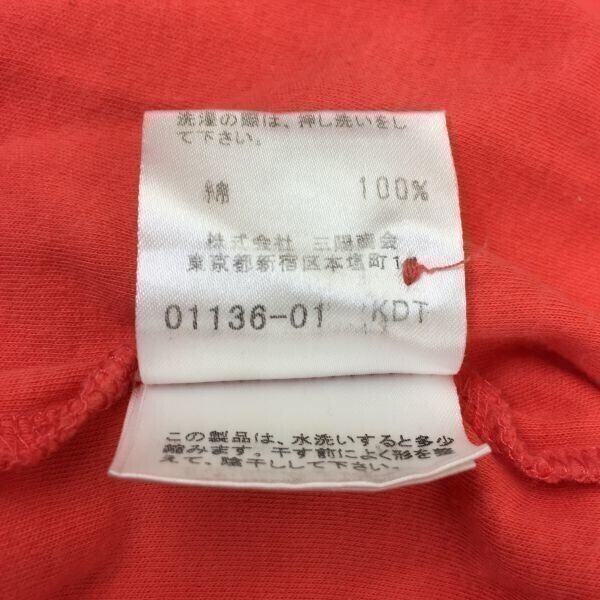 洗濯の際は、押し洗いをし
て下さい。
綿 100%
株式会社 三陽商会
東京都新宿区本塩町14
01136-01 KDT
この製品は、水洗いすると多少
縮みます。干す前によく形を整
えて、陰干しして下さい。